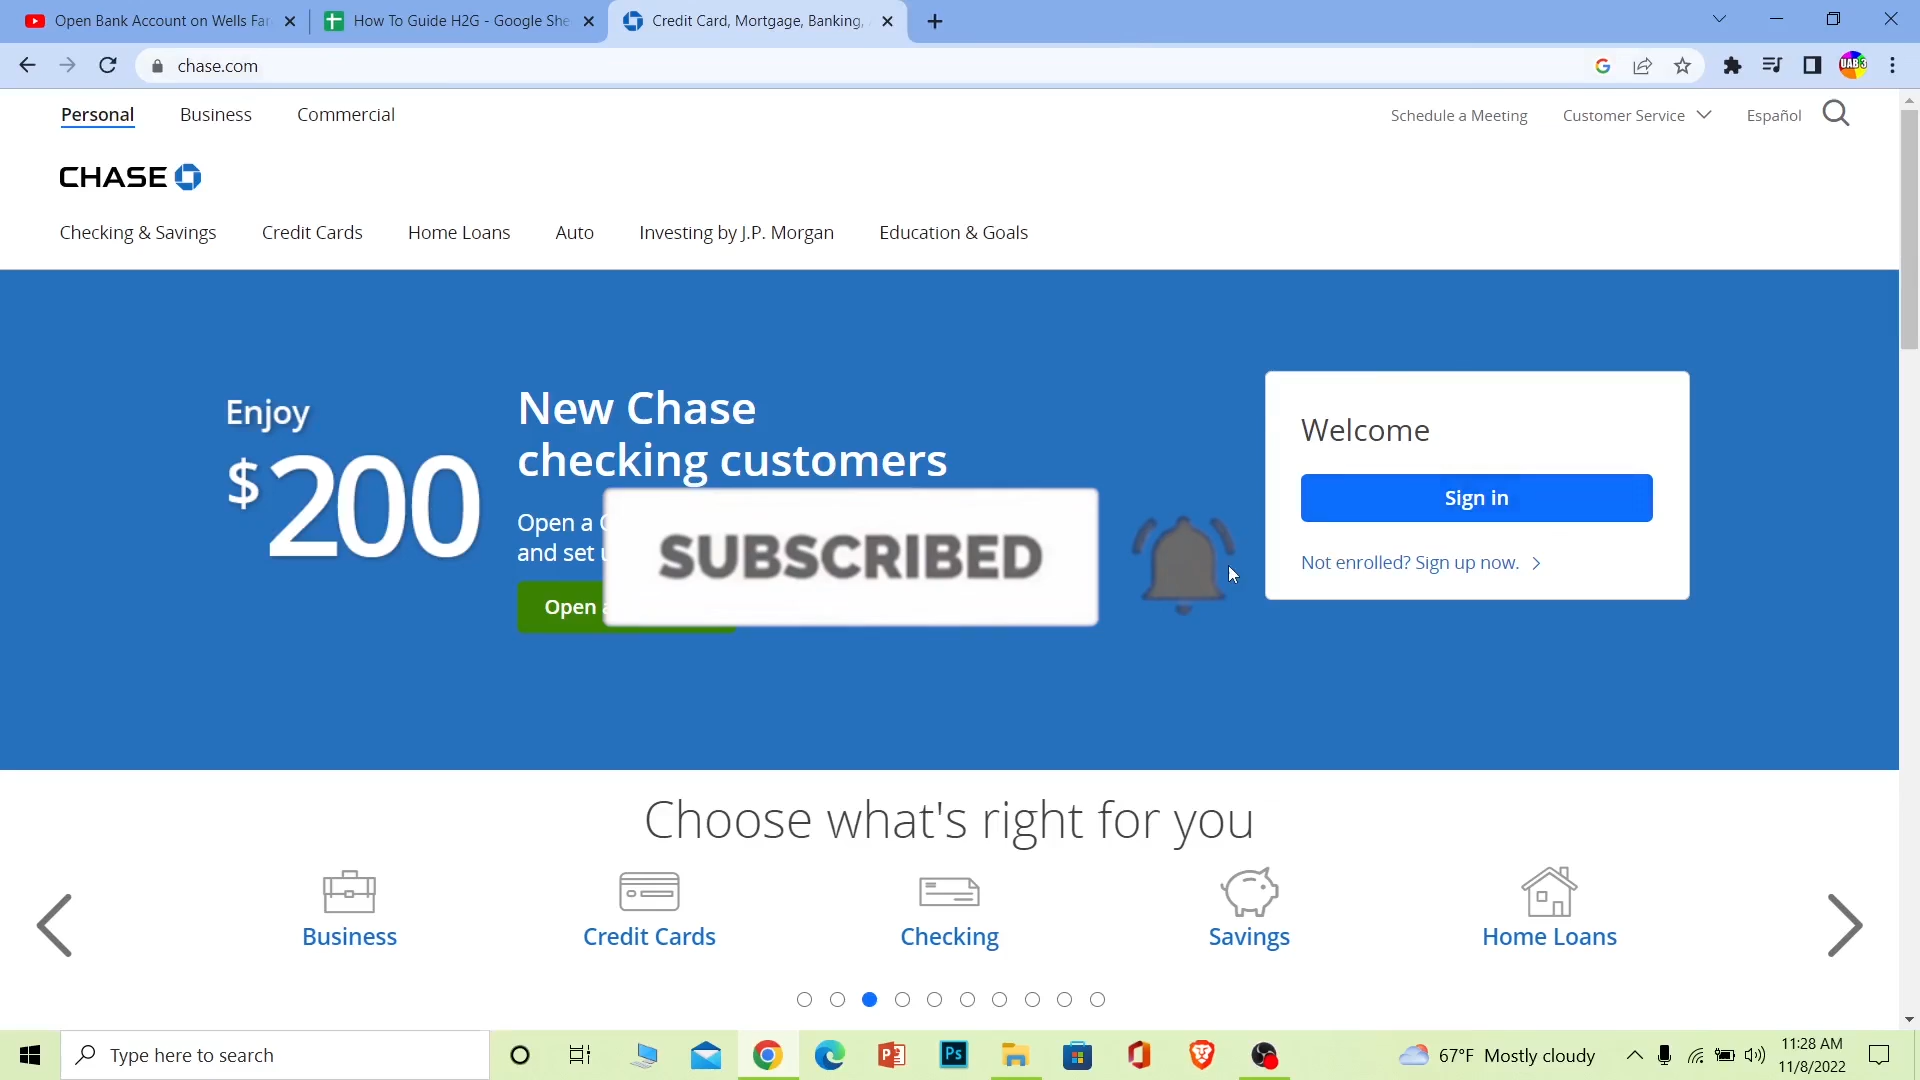 Open Bank Account on Wells Far
How To Guide H2G - Google She
Credit Card, Mortgage, Banking,
chase.com
UAB 3
Personal Business Commercial
Schedule a Meeting Customer Service Español
CHASE
Checking & Savings Credit Cards Home Loans Auto Investing by J.P. Morgan Education & Goals
Enjoy
$200
New Chase
checking customers
Open a
and set
Open
SUBSCRIBED
Welcome
Sign in
Not enrolled? Sign up now.
Choose what's right for you
Business Credit Cards Checking Savings Home Loans
Type here to search
Ps
67°F Mostly cloudy
11:28 AM
11/8/2022